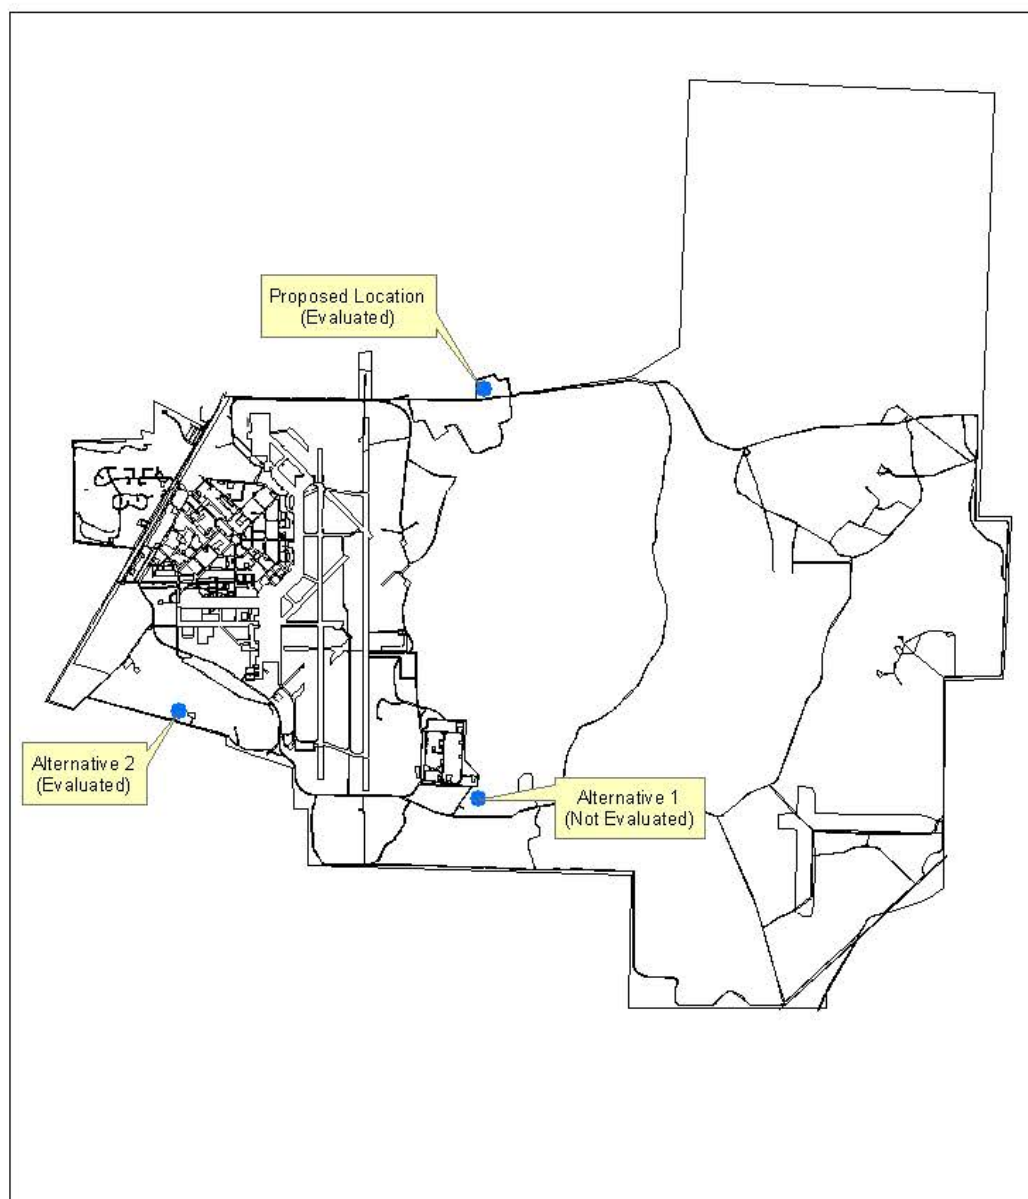 Proposed Location
(Evaluated)
Alternative 2
(Evaluated)
Alternative 1
(Not Evaluated)